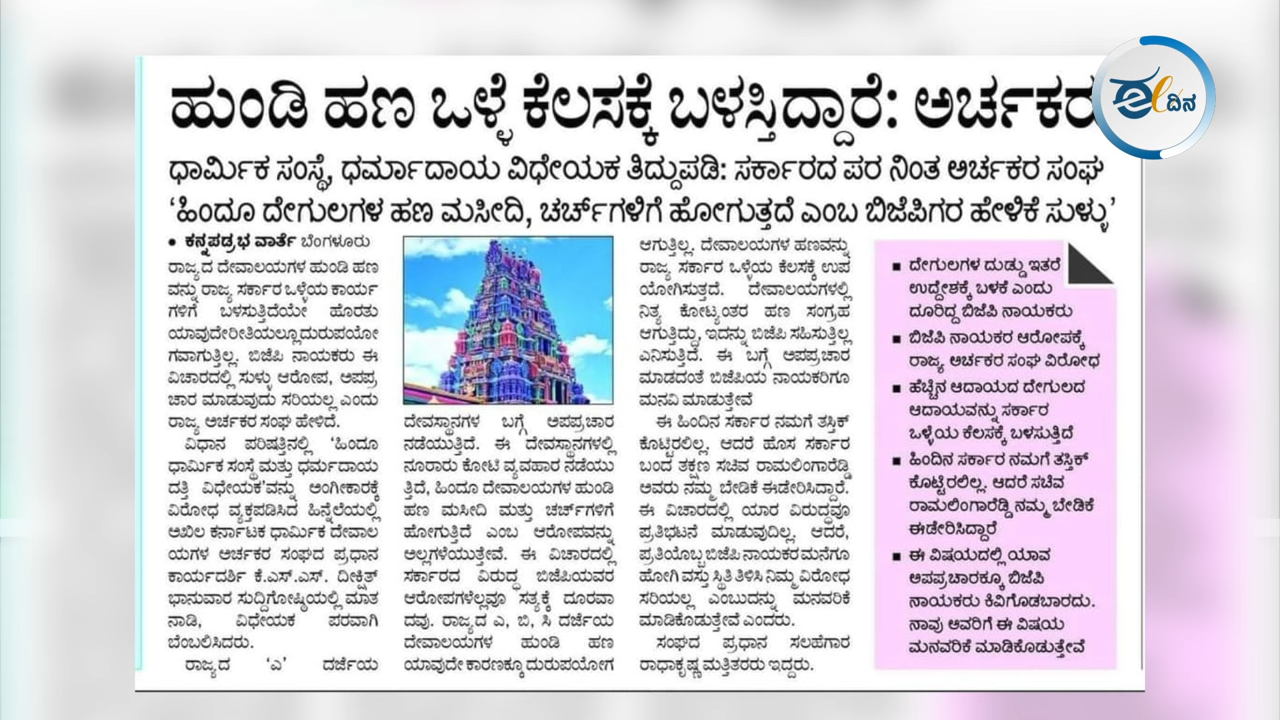 ಹುಂಡಿ ಹಣ ಒಳ್ಳೆ ಕೆಲಸಕ್ಕೆ ಬಳಸ್ತಿದ್ದಾರೆ: ಅರ್ಚಕರು
ದಿನ
ಧಾರ್ಮಿಕ ಸಂಸ್ಥೆ, ಧರ್ಮಾದಾಯ ವಿಧೇಯಕ ತಿದ್ದುಪಡಿ: ಸರ್ಕಾರದ ಪರ ನಿಂತ ಅರ್ಚಕರ ಸಂಘ
‘ಹಿಂದೂ ದೇಗುಲಗಳ ಹಣ ಮಸೀದಿ, ಚರ್ಚ್‌ಗಳಿಗೆ ಹೋಗುತ್ತದೆ ಎಂಬ ಬಿಜೆಪಿಗರ ಹೇಳಿಕೆ ಸುಳ್ಳು’
• ಕನ್ನಪಡ್ರಭ ವಾರ್ತೆ ಬೆಂಗಳೂರು
ರಾಜ್ಯದ ದೇವಾಲಯಗಳ ಹುಂಡಿ ಹಣ
ವನ್ನು ರಾಜ್ಯ ಸರ್ಕಾರ ಒಳ್ಳೆಯ ಕಾರ್ಯ
ಗಳಿಗೆ ಬಳಸುತ್ತಿದೆಯೇ ಹೊರತು
ಯಾವುದೇರೀತಿಯಲ್ಲೂ ದುರುಪಯೋ
ಗವಾಗುತ್ತಿಲ್ಲ. ಬಿಜೆಪಿ ನಾಯಕರು ಈ
ವಿಚಾರದಲ್ಲಿ ಸುಳ್ಳು ಆರೋಪ, ಅಪಪ್ರ
ಚಾರ ಮಾಡುವುದು ಸರಿಯಲ್ಲ ಎಂದು
ರಾಜ್ಯ ಅರ್ಚಕರ ಸಂಘ ಹೇಳಿದೆ.
ವಿಧಾನ ಪರಿಷತ್ತಿನಲ್ಲಿ ‘ಹಿಂದೂ
ಧಾರ್ಮಿಕ ಸಂಸ್ಥೆ ಮತ್ತು ಧರ್ಮದಾಯ
ದತ್ತಿ ವಿಧೇಯಕ’ವನ್ನು ಅಂಗೀಕಾರಕ್ಕೆ
ವಿರೋಧ ವ್ಯಕ್ತಪಡಿಸಿದ ಹಿನ್ನೆಲೆಯಲ್ಲಿ
ಅಖಿಲ ಕರ್ನಾಟಕ ಧಾರ್ಮಿಕ ದೇವಾಲ
ಯಗಳ ಅರ್ಚಕರ ಸಂಘದ ಪ್ರಧಾನ
ಕಾರ್ಯದರ್ಶಿ ಕೆ.ಎಸ್.ಎಸ್. ದೀಕ್ಷಿತ್
ಭಾನುವಾರ ಸುದ್ದಿಗೋಷ್ಠಿಯಲ್ಲಿ ಮಾತ
ನಾಡಿ, ವಿಧೇಯಕ ಪರವಾಗಿ
ಬೆಂಬಲಿಸಿದರು.
ರಾಜ್ಯದ ‘ಎ’ ದರ್ಜೆಯ
ದೇವಸ್ಥಾನಗಳ ಬಗ್ಗೆ ಅಪಪ್ರಚಾರ
ನಡೆಯುತ್ತಿದೆ. ಈ ದೇವಸ್ಥಾನಗಳಲ್ಲಿ
ನೂರಾರು ಕೋಟಿ ವ್ಯವಹಾರ ನಡೆಯು
ತ್ತಿದೆ, ಹಿಂದೂ ದೇವಾಲಯಗಳ ಹುಂಡಿ
ಹಣ ಮಸೀದಿ ಮತ್ತು ಚರ್ಚ್‌ಗಳಿಗೆ
ಹೋಗುತ್ತಿದೆ ಎಂಬ ಆರೋಪವನ್ನು
ಅಲ್ಲಗಳೆಯುತ್ತೇವೆ. ಈ ವಿಚಾರದಲ್ಲಿ
ಸರ್ಕಾರದ ವಿರುದ್ಧ ಬಿಜೆಪಿಯವರ
ಆರೋಪಗಳೆಲ್ಲವೂ ಸತ್ಯಕ್ಕೆ ದೂರವಾ
ದವು. ರಾಜ್ಯದ ಎ, ಬಿ, ಸಿ ದರ್ಜೆಯ
ದೇವಾಲಯಗಳ ಹುಂಡಿ ಹಣ
ಯಾವುದೇ ಕಾರಣಕ್ಕೂ ದುರುಪಯೋಗ
ಆಗುತ್ತಿಲ್ಲ. ದೇವಾಲಯಗಳ ಹಣವನ್ನು
ರಾಜ್ಯ ಸರ್ಕಾರ ಒಳ್ಳೆಯ ಕೆಲಸಕ್ಕೆ ಉಪ
ಯೋಗಿಸುತ್ತದೆ. ದೇವಾಲಯಗಳಲ್ಲಿ
ನಿತ್ಯ ಕೋಟ್ಯಂತರ ಹಣ ಸಂಗ್ರಹ
ಆಗುತ್ತಿದ್ದು, ಇದನ್ನು ಬಿಜೆಪಿ ಸಹಿಸುತ್ತಿಲ್ಲ
ಎನಿಸುತ್ತಿದೆ. ಈ ಬಗ್ಗೆ ಅಪಪ್ರಚಾರ
ಮಾಡದಂತೆ ಬಿಜೆಪಿಯ ನಾಯಕರಿಗೂ
ಮನವಿ ಮಾಡುತ್ತೇವೆ
ಈ ಹಿಂದಿನ ಸರ್ಕಾರ ನಮಗೆ ತಸ್ತಿಕ್
ಕೊಟ್ಟಿರಲಿಲ್ಲ. ಆದರೆ ಹೊಸ ಸರ್ಕಾರ
ಬಂದ ತಕ್ಷಣ ಸಚಿವ ರಾಮಲಿಂಗಾರೆಡ್ಡಿ
ಅವರು ನಮ್ಮ ಬೇಡಿಕೆ ಈಡೇರಿಸಿದ್ದಾರೆ.
ಈ ವಿಚಾರದಲ್ಲಿ ಯಾರ ವಿರುದ್ಧವೂ
ಪ್ರತಿಭಟನೆ ಮಾಡುವುದಿಲ್ಲ. ಆದರೆ,
ಪ್ರತಿಯೊಬ್ಬ ಬಿಜೆಪಿ ನಾಯಕರ ಮನೆಗೂ
ಹೋಗಿ ವಸ್ತುಸ್ಥಿತಿ ತಿಳಿಸಿ ನಿಮ್ಮ ವಿರೋಧ
ಸರಿಯಲ್ಲ ಎಂಬುದನ್ನು ಮನವರಿಕೆ
ಮಾಡಿಕೊಡುತ್ತೇವೆ ಎಂದರು.
ಸಂಘದ ಪ್ರಧಾನ ಸಲಹೆಗಾರ
ರಾಧಾಕೃಷ್ಣ ಮತ್ತಿತರರು ಇದ್ದರು.
■ ದೇಗುಲಗಳ ದುಡ್ಡು ಇತರೆ
ಉದ್ದೇಶಕ್ಕೆ ಬಳಕೆ ಎಂದು
ದೂರಿದ್ದ ಬಿಜೆಪಿ ನಾಯಕರು
■ ಬಿಜೆಪಿ ನಾಯಕರ ಆರೋಪಕ್ಕೆ
ರಾಜ್ಯ ಅರ್ಚಕರ ಸಂಘ ವಿರೋಧ
■ ಹೆಚ್ಚಿನ ಆದಾಯದ ದೇಗುಲದ
ಆದಾಯವನ್ನು ಸರ್ಕಾರ
ಒಳ್ಳೆಯ ಕೆಲಸಕ್ಕೆ ಬಳಸುತ್ತಿದೆ
■ ಹಿಂದಿನ ಸರ್ಕಾರ ನಮಗೆ ತಸ್ತಿಕ್
ಕೊಟ್ಟಿರಲಿಲ್ಲ. ಆದರೆ ಸಚಿವ
ರಾಮಲಿಂಗಾರೆಡ್ಡಿ ನಮ್ಮ ಬೇಡಿಕೆ
ಈಡೇರಿಸಿದ್ದಾರೆ
■ ಈ ವಿಷಯದಲ್ಲಿ ಯಾವ
ಅಪಪ್ರಚಾರಕ್ಕೂ ಬಿಜೆಪಿ
ನಾಯಕರು ಕಿವಿಗೊಡಬಾರದು.
ನಾವು ಅವರಿಗೆ ಈ ವಿಷಯ
ಮನವರಿಕೆ ಮಾಡಿಕೊಡುತ್ತೇವೆ